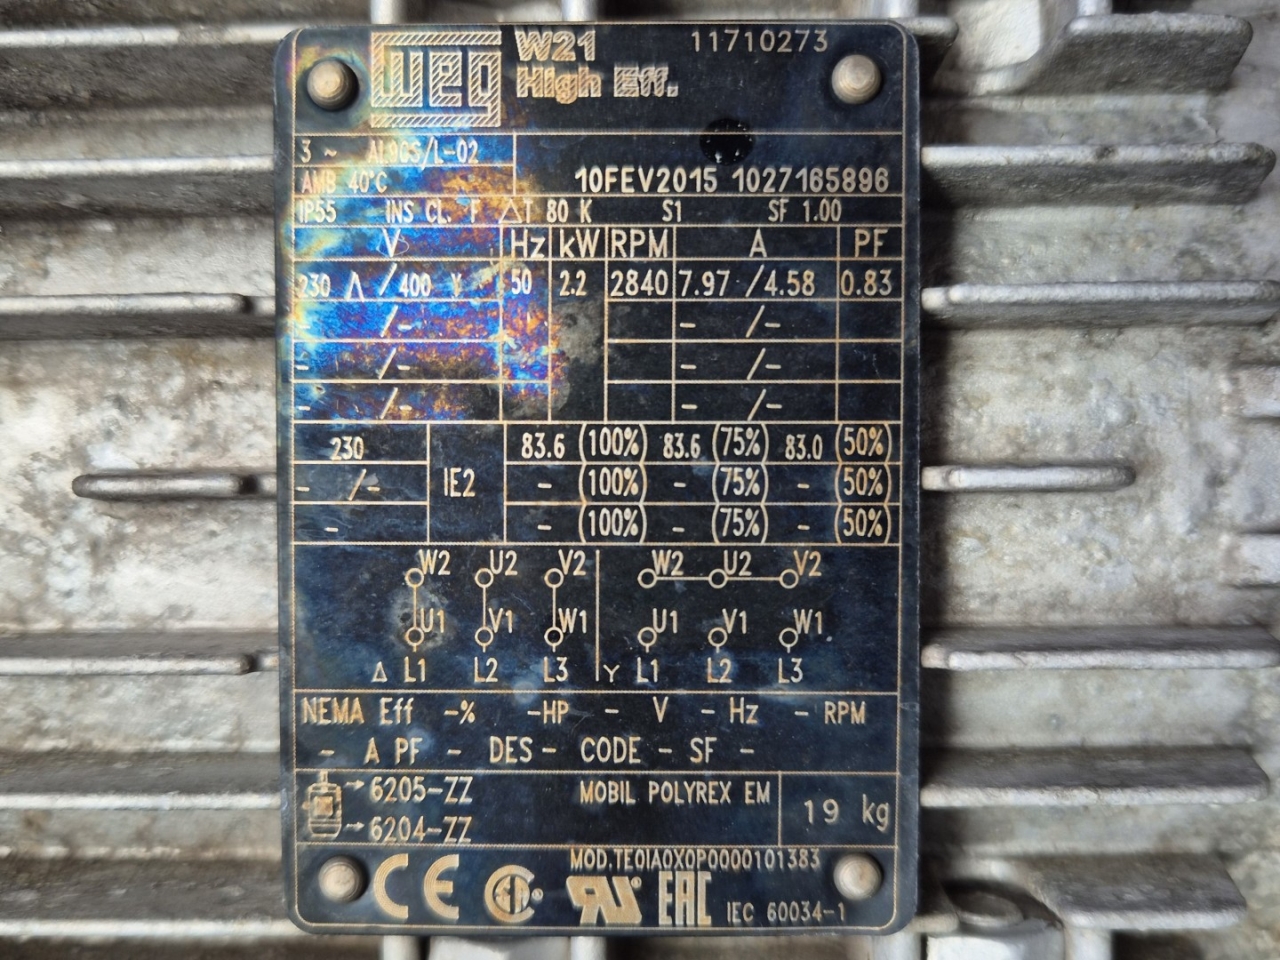 WEG W21 11710273
High Eff.
3 ~ AL90S/L-02
AMB 40°C 10FEV2015 1027165896
IP55 INS CL. F ΔT 80 K S1 SF 1.00
V Hz kW RPM A PF
230 Δ /400 Y 50 2.2 2840 7.97 /4.58 0.83
- /- - /-
- /- - /-
- /- - /-
230 83.6 (100%) 83.6 (75%) 83.0 (50%)
- /- IE2 - (100%) - (75%) - (50%)
- - (100%) - (75%) - (50%)
W2 U2 V2 W2 U2 V2
U1 V1 W1 U1 V1 W1
Δ L1 L2 L3 Y L1 L2 L3
NEMA Eff -% -HP - V - Hz - RPM
- A PF - DES - CODE - SF -
→ 6205-ZZ MOBIL POLYREX EM
→ 6204-ZZ 19 kg
MOD.TE01A0X0P0000101383
CE SA UR EAC IEC 60034-1